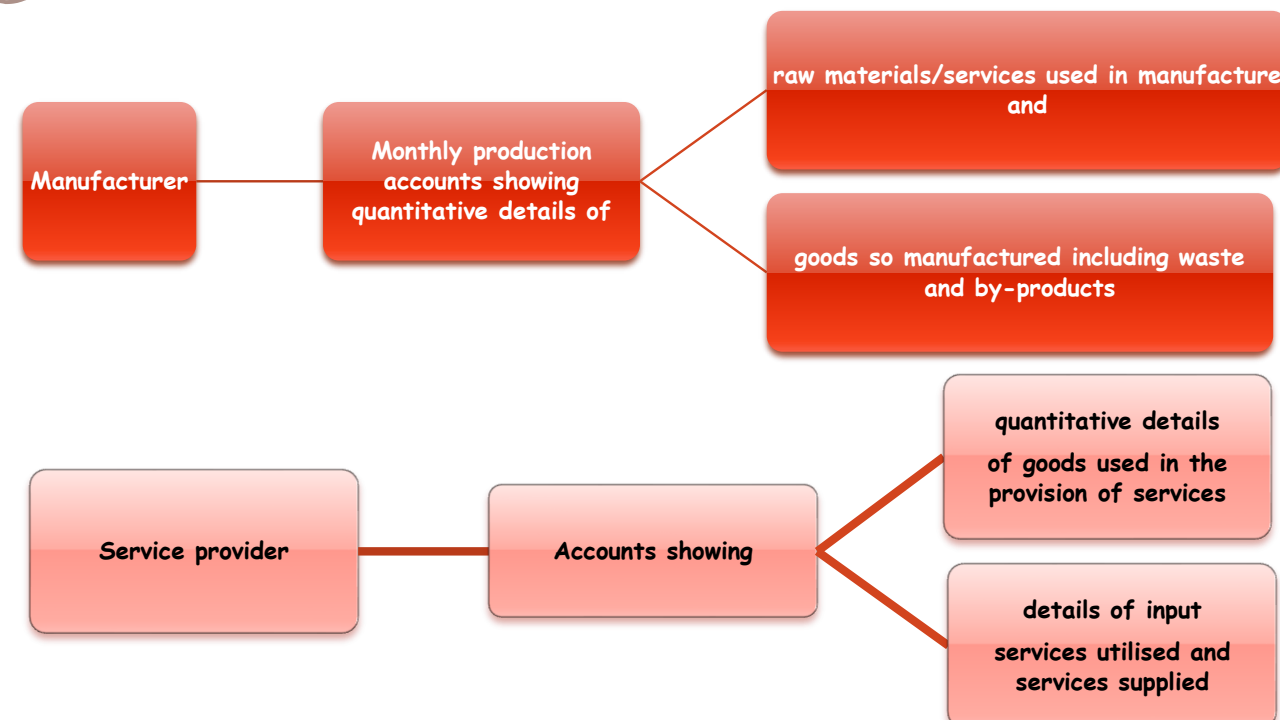 Manufacturer
Monthly production
accounts showing
quantitative details of
raw materials/services used in manufacture
and
goods so manufactured including waste
and by-products
Service provider
Accounts showing
quantitative details
of goods used in the
provision of services
details of input
services utilised and
services supplied